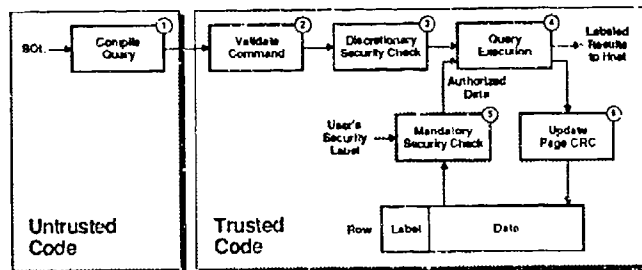 SQL
Compile
Query
1
Validate
Command
2
Discretionary
Security Check
3
Query
Execution
4
Labeled
Results
to Host
Authorized
Data
User's
Security
Label
Mandatory
Security Check
5
Update
Page CRC
6
Untrusted
Code
Trusted
Code
Row
Label
Data